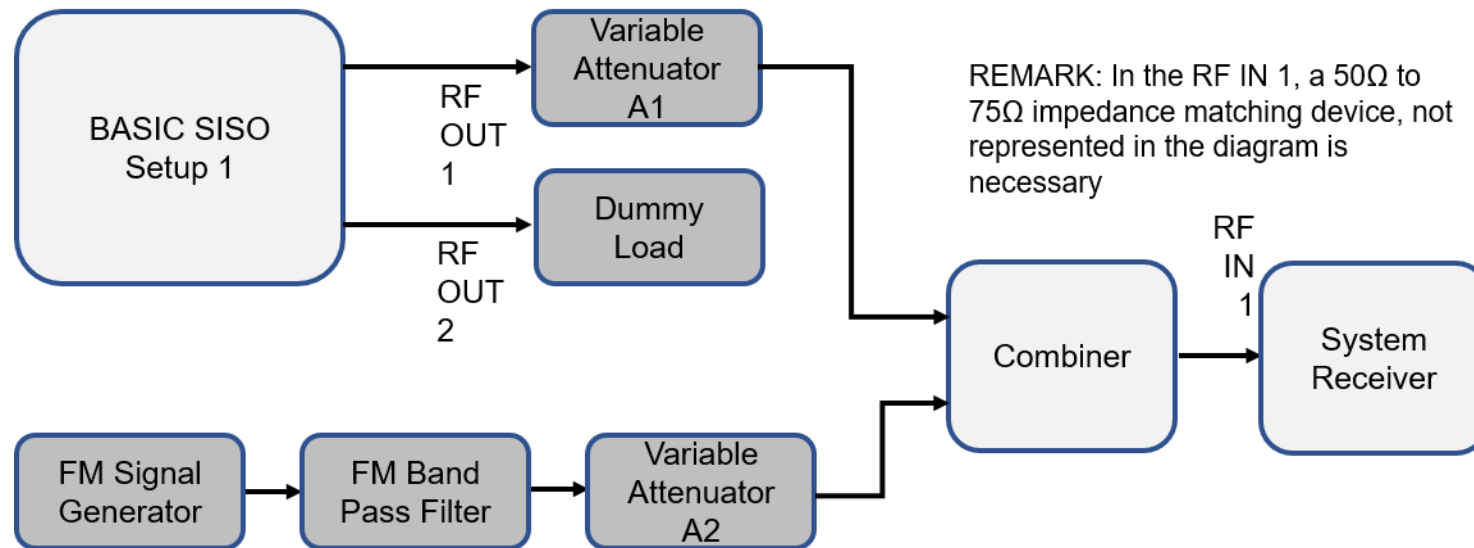 BASIC SISO
Setup 1
RF
OUT
1
RF
OUT
2
Variable
Attenuator
A1
Dummy
Load
REMARK: In the RF IN 1, a 50Ω to
75Ω impedance matching device, not
represented in the diagram is
necessary
RF
IN
1
Combiner
System
Receiver
FM Signal
Generator
FM Band
Pass Filter
Variable
Attenuator
A2